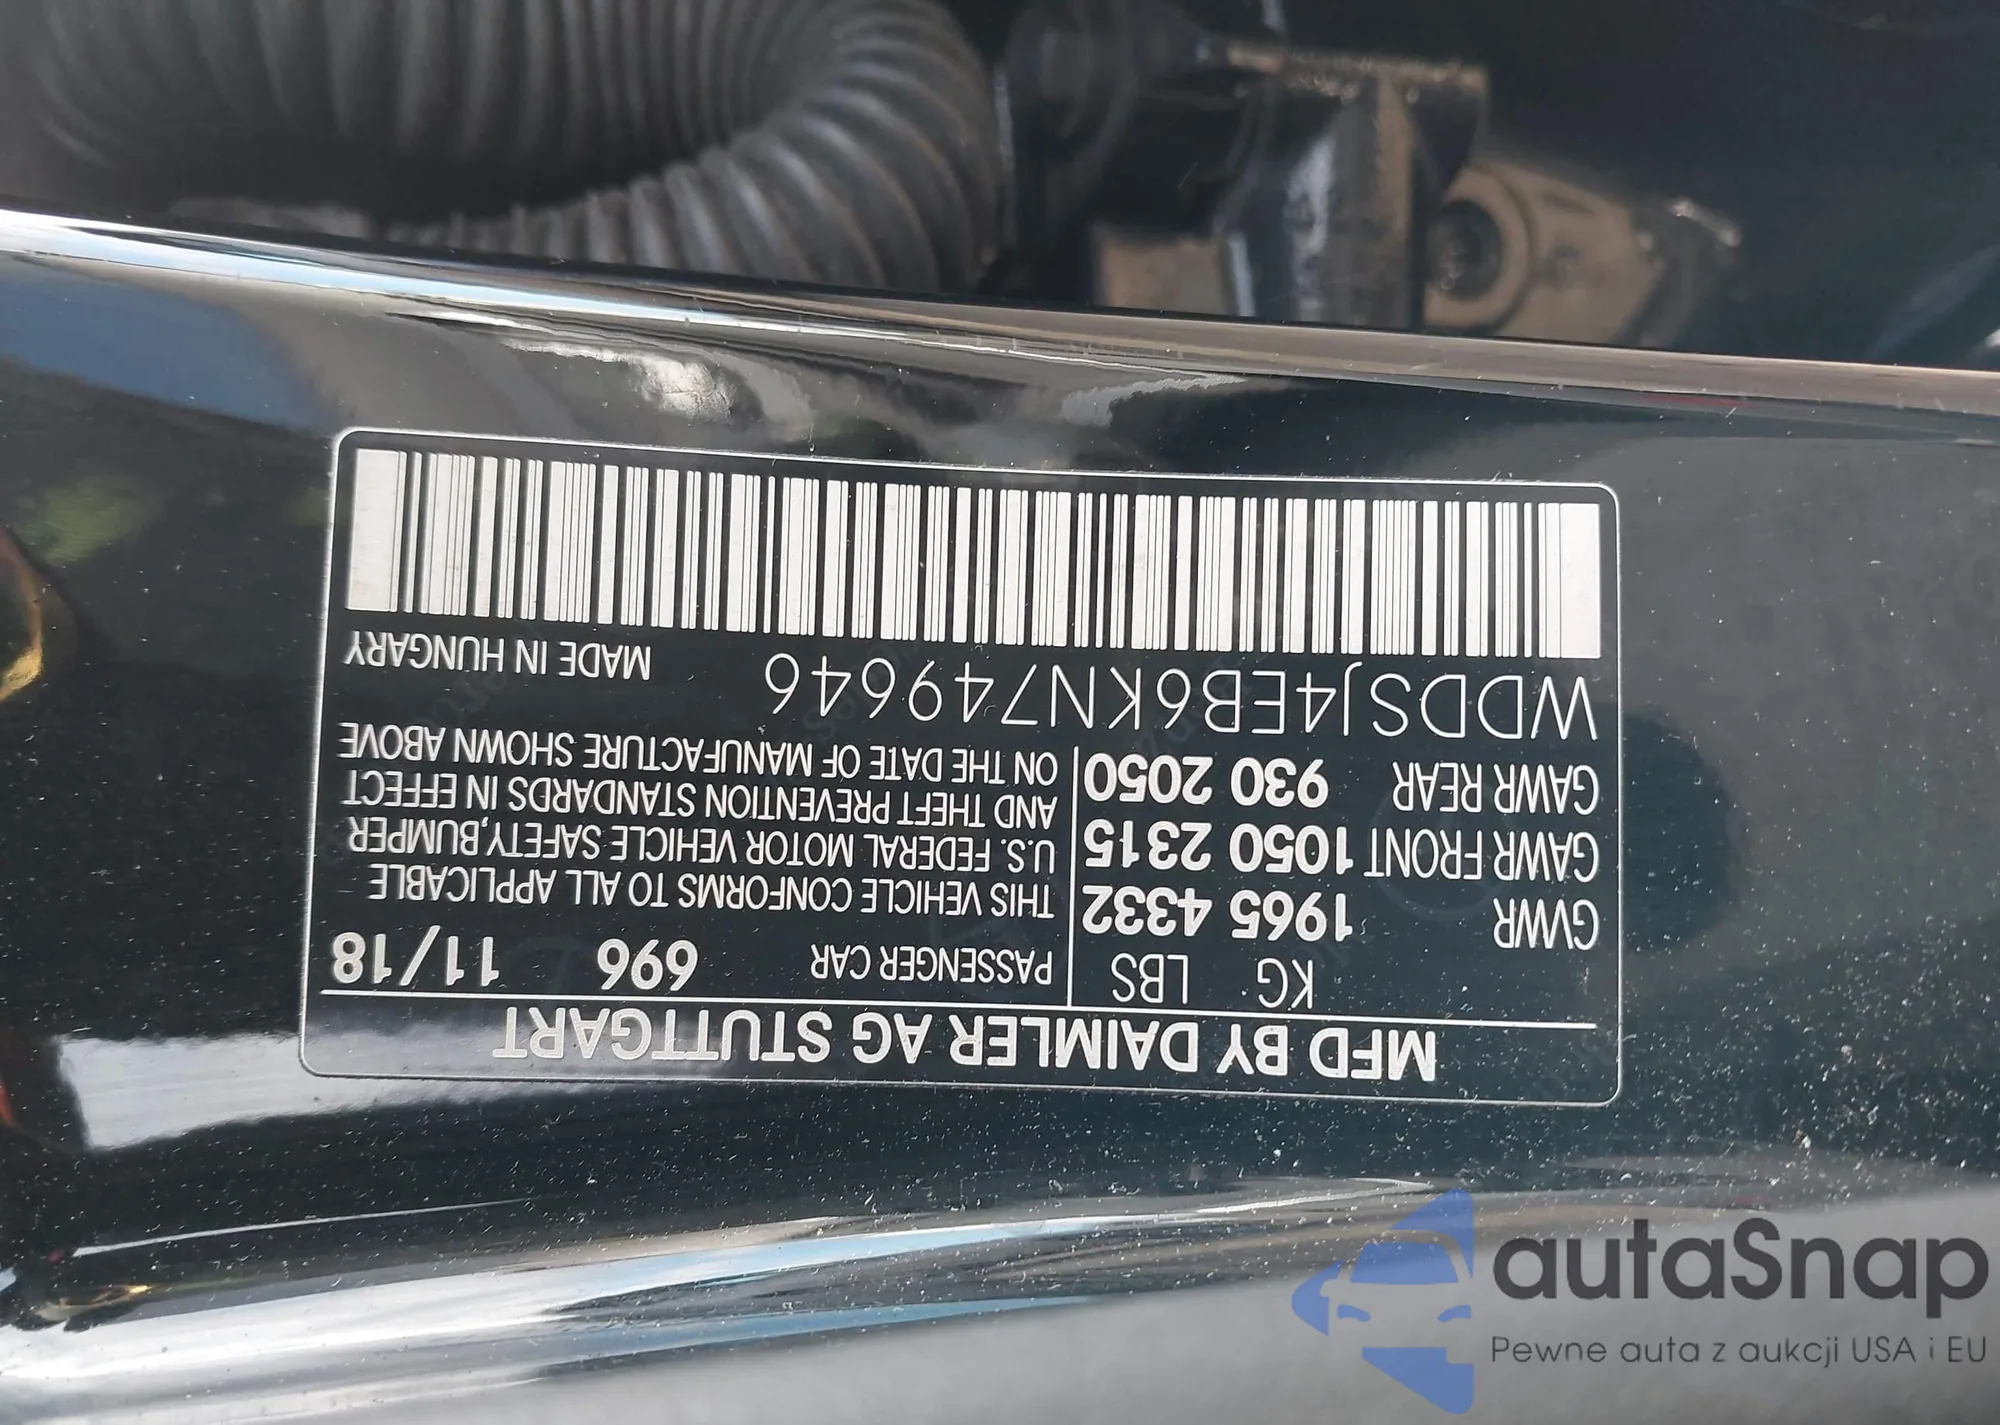 MFD BY DAIMLER AG STUTTGART
KG LBS
GVWR 1965 4332
GAWR FRONT 1050 2315
GAWR REAR 930 2050
PASSENGER CAR 696 11/18
THIS VEHICLE CONFORMS TO ALL APPLICABLE
U.S. FEDERAL MOTOR VEHICLE SAFETY,BUMPER
AND THEFT PREVENTION STANDARDS IN EFFECT
ON THE DATE OF MANUFACTURE SHOWN ABOVE
WDDSJ4EB6KN749646 MADE IN HUNGARY
autaSnap
Pewne auta z aukcji USA i EU